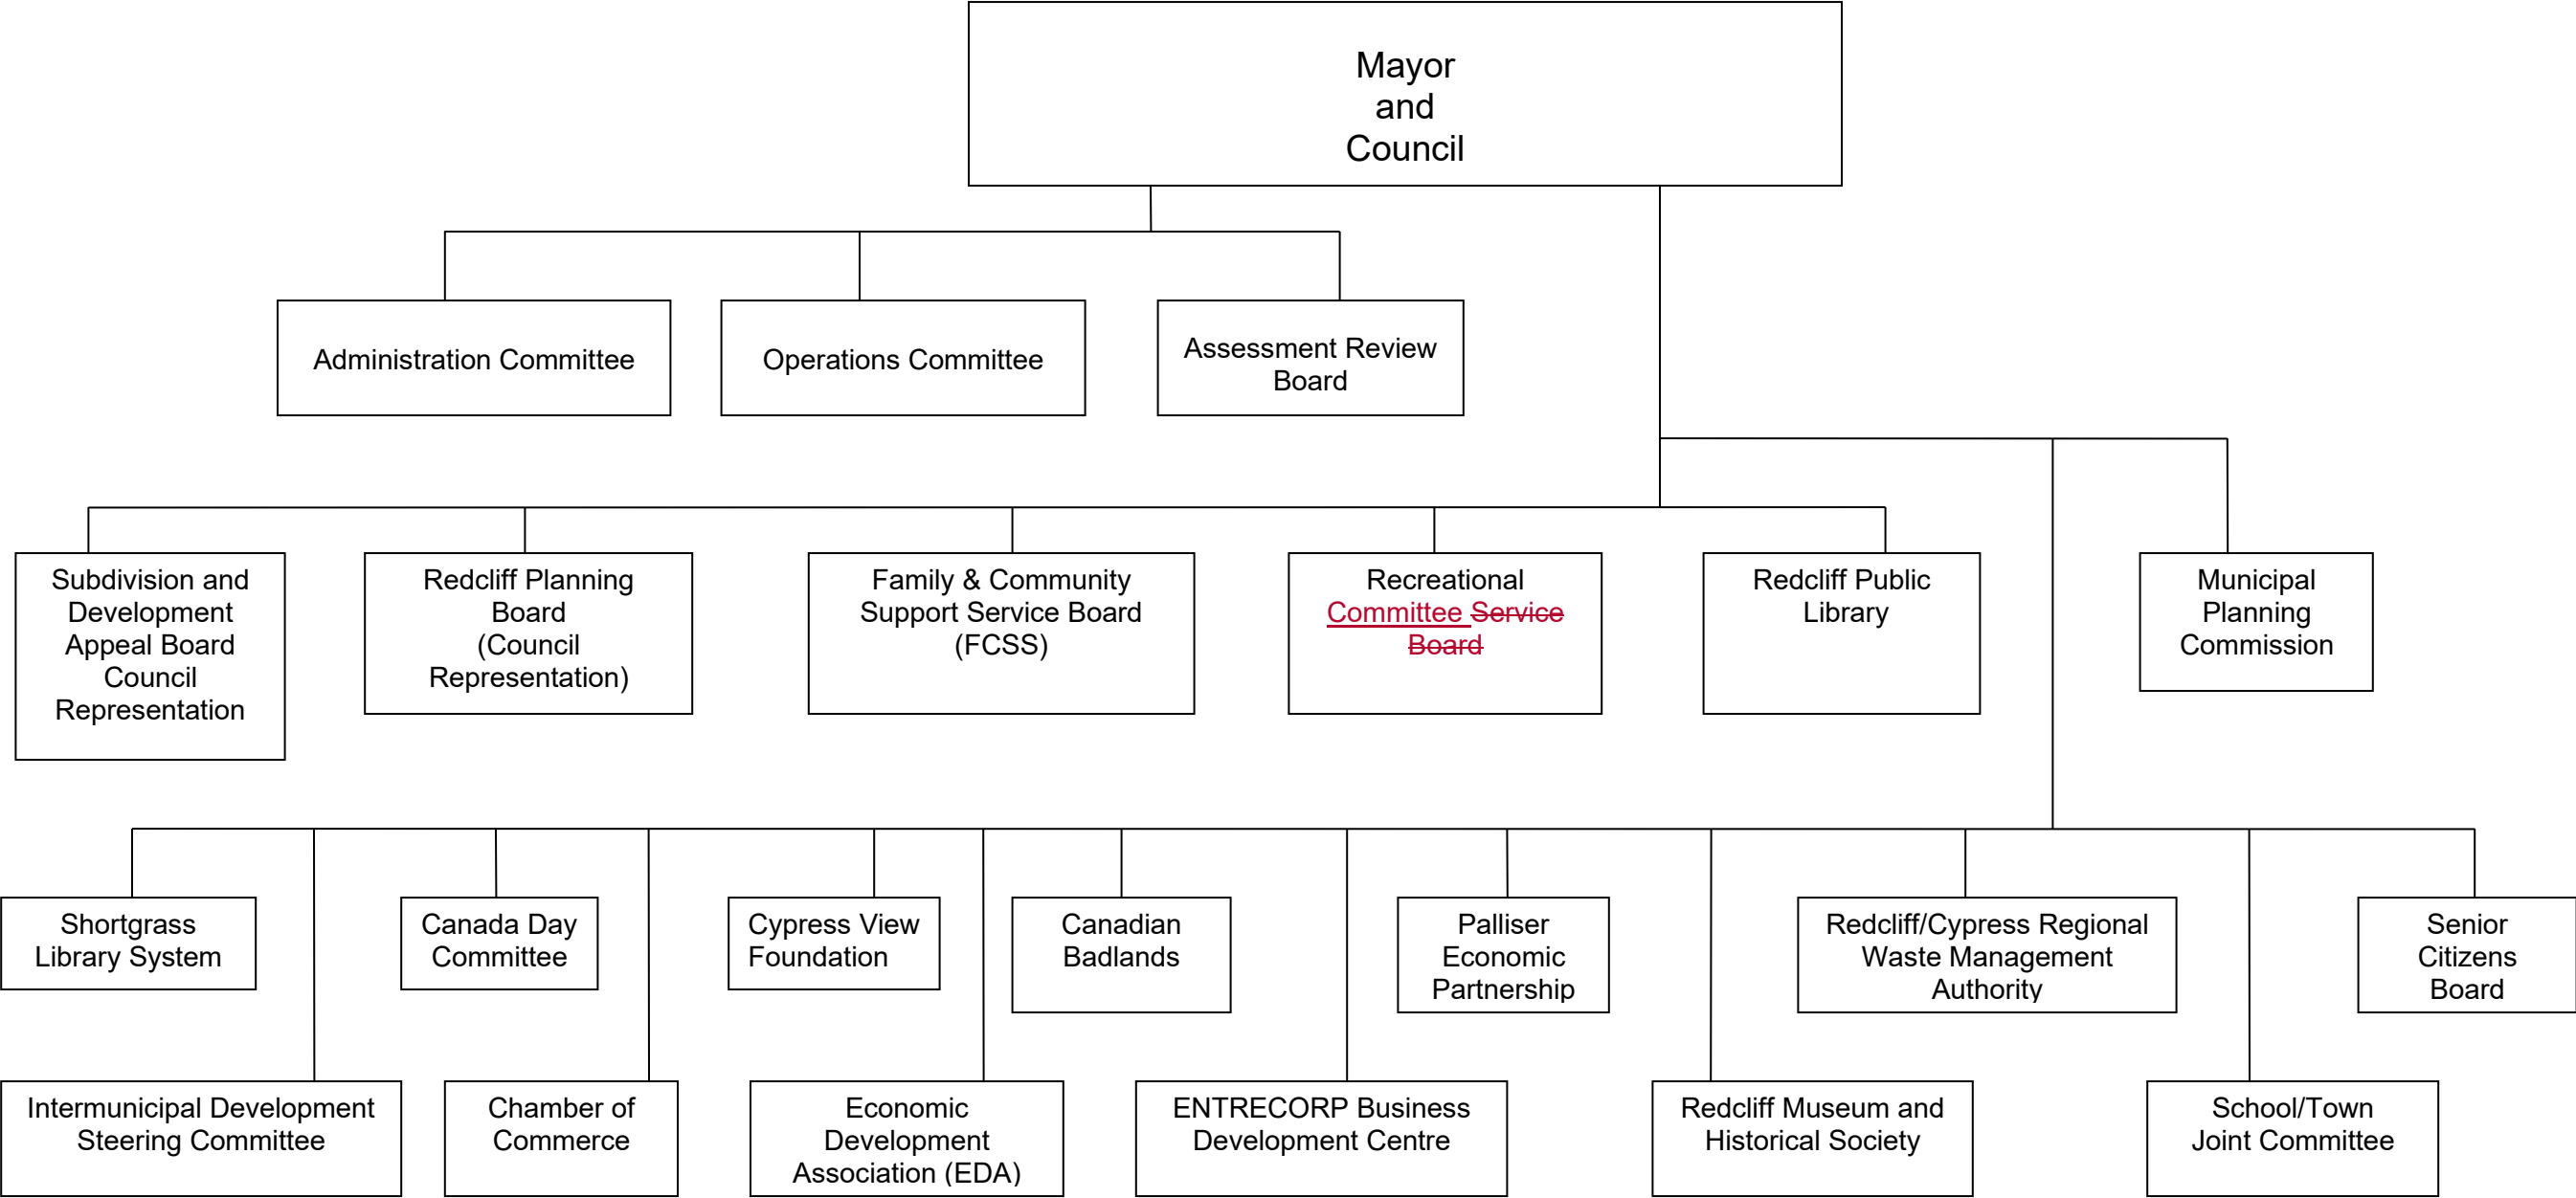 Mayor
and
Council
Administration Committee
Operations Committee
Assessment Review
Board
Subdivision and
Development
Appeal Board
Council
Representation
Redcliff Planning
Board
(Council
Representation)
Family & Community
Support Service Board
(FCSS)
Recreational
Committee Service
Board
Redcliff Public
Library
Municipal
Planning
Commission
Shortgrass
Library System
Canada Day
Committee
Cypress View
Foundation
Canadian
Badlands
Palliser
Economic
Partnership
Redcliff/Cypress Regional
Waste Management
Authority
Senior
Citizens
Board
Intermunicipal Development
Steering Committee
Chamber of
Commerce
Economic
Development
Association (EDA)
ENTRECORP Business
Development Centre
Redcliff Museum and
Historical Society
School/Town
Joint Committee